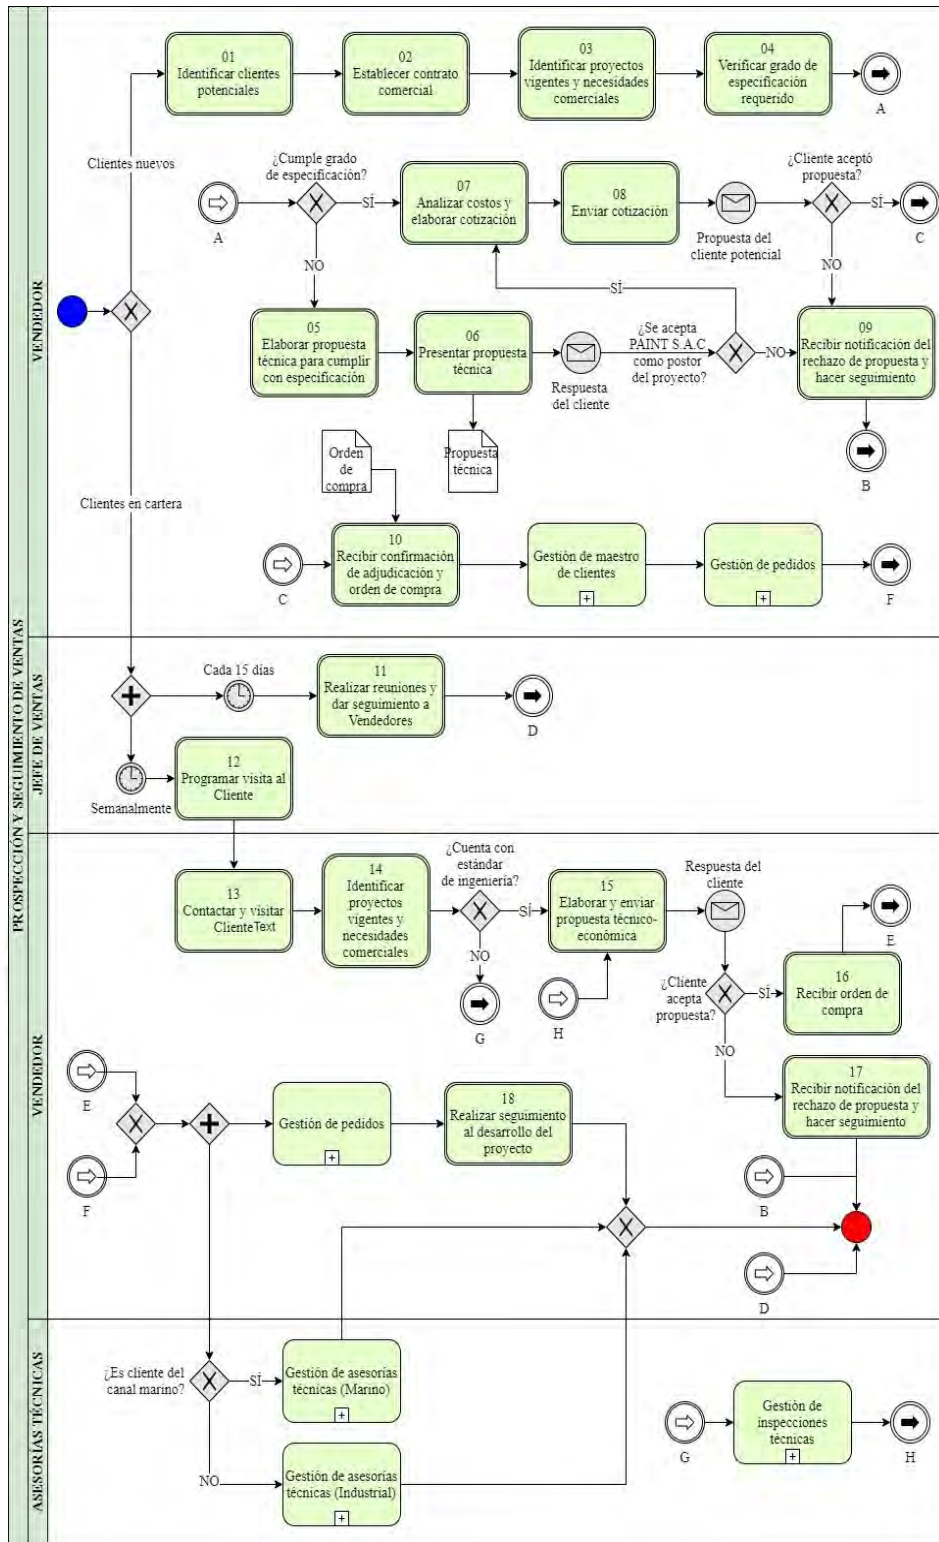 PROSPECCIÓN Y SEGUIMIENTO DE VENTAS
VENDEDOR
01
Identificar clientes
potenciales
02
Establecer contrato
comercial
03
Identificar proyectos
vigentes y necesidades
comerciales
04
Verificar grado de
especificación
requerido
A
Clientes nuevos
A
¿Cumple grado
de especificación?
SÍ
NO
07
Analizar costos y
elaborar cotización
08
Enviar cotización
Propuesta del
cliente potencial
¿Cliente aceptó
propuesta?
SÍ
C
NO
SÍ
05
Elaborar propuesta
técnica para cumplir
con especificación
06
Presentar propuesta
técnica
Respuesta
del cliente
¿Se acepta
PAINT S.A.C
como postor
del proyecto?
NO
09
Recibir notificación del
rechazo de propuesta y
hacer seguimiento
B
Propuesta
técnica
Orden
de
compra
Clientes en cartera
C
10
Recibir confirmación
de adjudicación y
orden de compra
Gestión de maestro
de clientes
Gestión de pedidos
F
JEFE DE VENTAS
Cada 15 días
11
Realizar reuniones y
dar seguimiento a
Vendedores
D
Semanalmente
12
Programar visita al
Cliente
VENDEDOR
13
Contactar y visitar
ClienteText
14
Identificar
proyectos
vigentes y
necesidades
comerciales
¿Cuenta con
estándar
de ingeniería?
SÍ
NO
G
15
Elaborar y enviar
propuesta técnico-
económica
H
Respuesta del
cliente
¿Cliente
acepta
propuesta?
SÍ
NO
16
Recibir orden de
compra
E
17
Recibir notificación del
rechazo de propuesta y
hacer seguimiento
E
F
Gestión de pedidos
18
Realizar seguimiento
al desarrollo del
proyecto
B
D
ASESORÍAS TÉCNICAS
¿Es cliente del
canal marino?
SÍ
NO
Gestión de asesorías
técnicas (Marino)
Gestión de asesorías
técnicas (Industrial)
G
Gestión de
inspecciones
técnicas
H